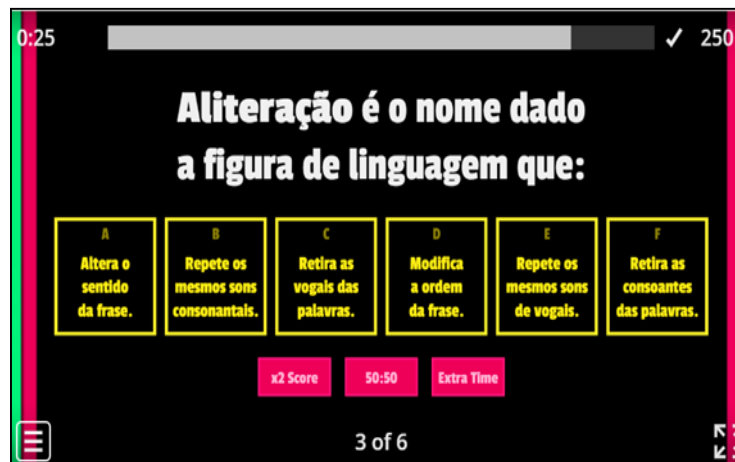 0:25
✓ 250
Aliteração é o nome dado
a figura de linguagem que:
A
Altera o
sentido
da frase.
B
Repete os
mesmos sons
consonantais.
C
Retira as
vogais das
palavras.
D
Modifica
a ordem
da frase.
E
Repete os
mesmos sons
de vogais.
F
Retira as
consoantes
das palavras.
x2 Score
50:50
Extra Time
3 of 6